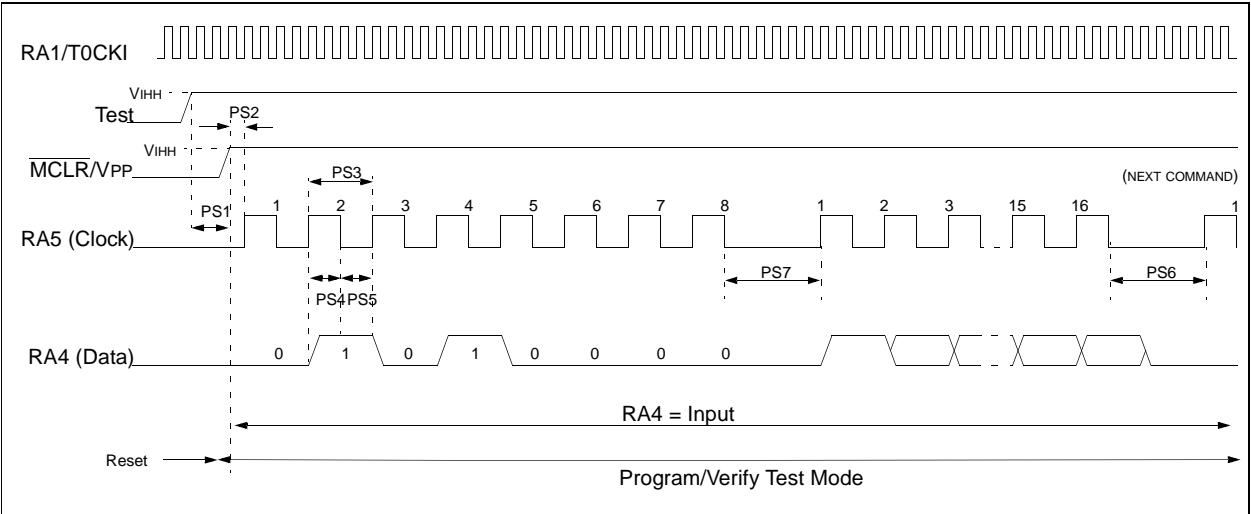 RA1/T0CKI
VIHH
Test
PS2
VIHH
MCLR/VPP
PS3
(NEXT COMMAND)
PS1
1 2 3 4 5 6 7 8 1 2 3 15 16 1
RA5 (Clock)
PS7
PS6
PS4 PS5
RA4 (Data)
0 1 0 1 0 0 0 0
RA4 = Input
Reset
Program/Verify Test Mode